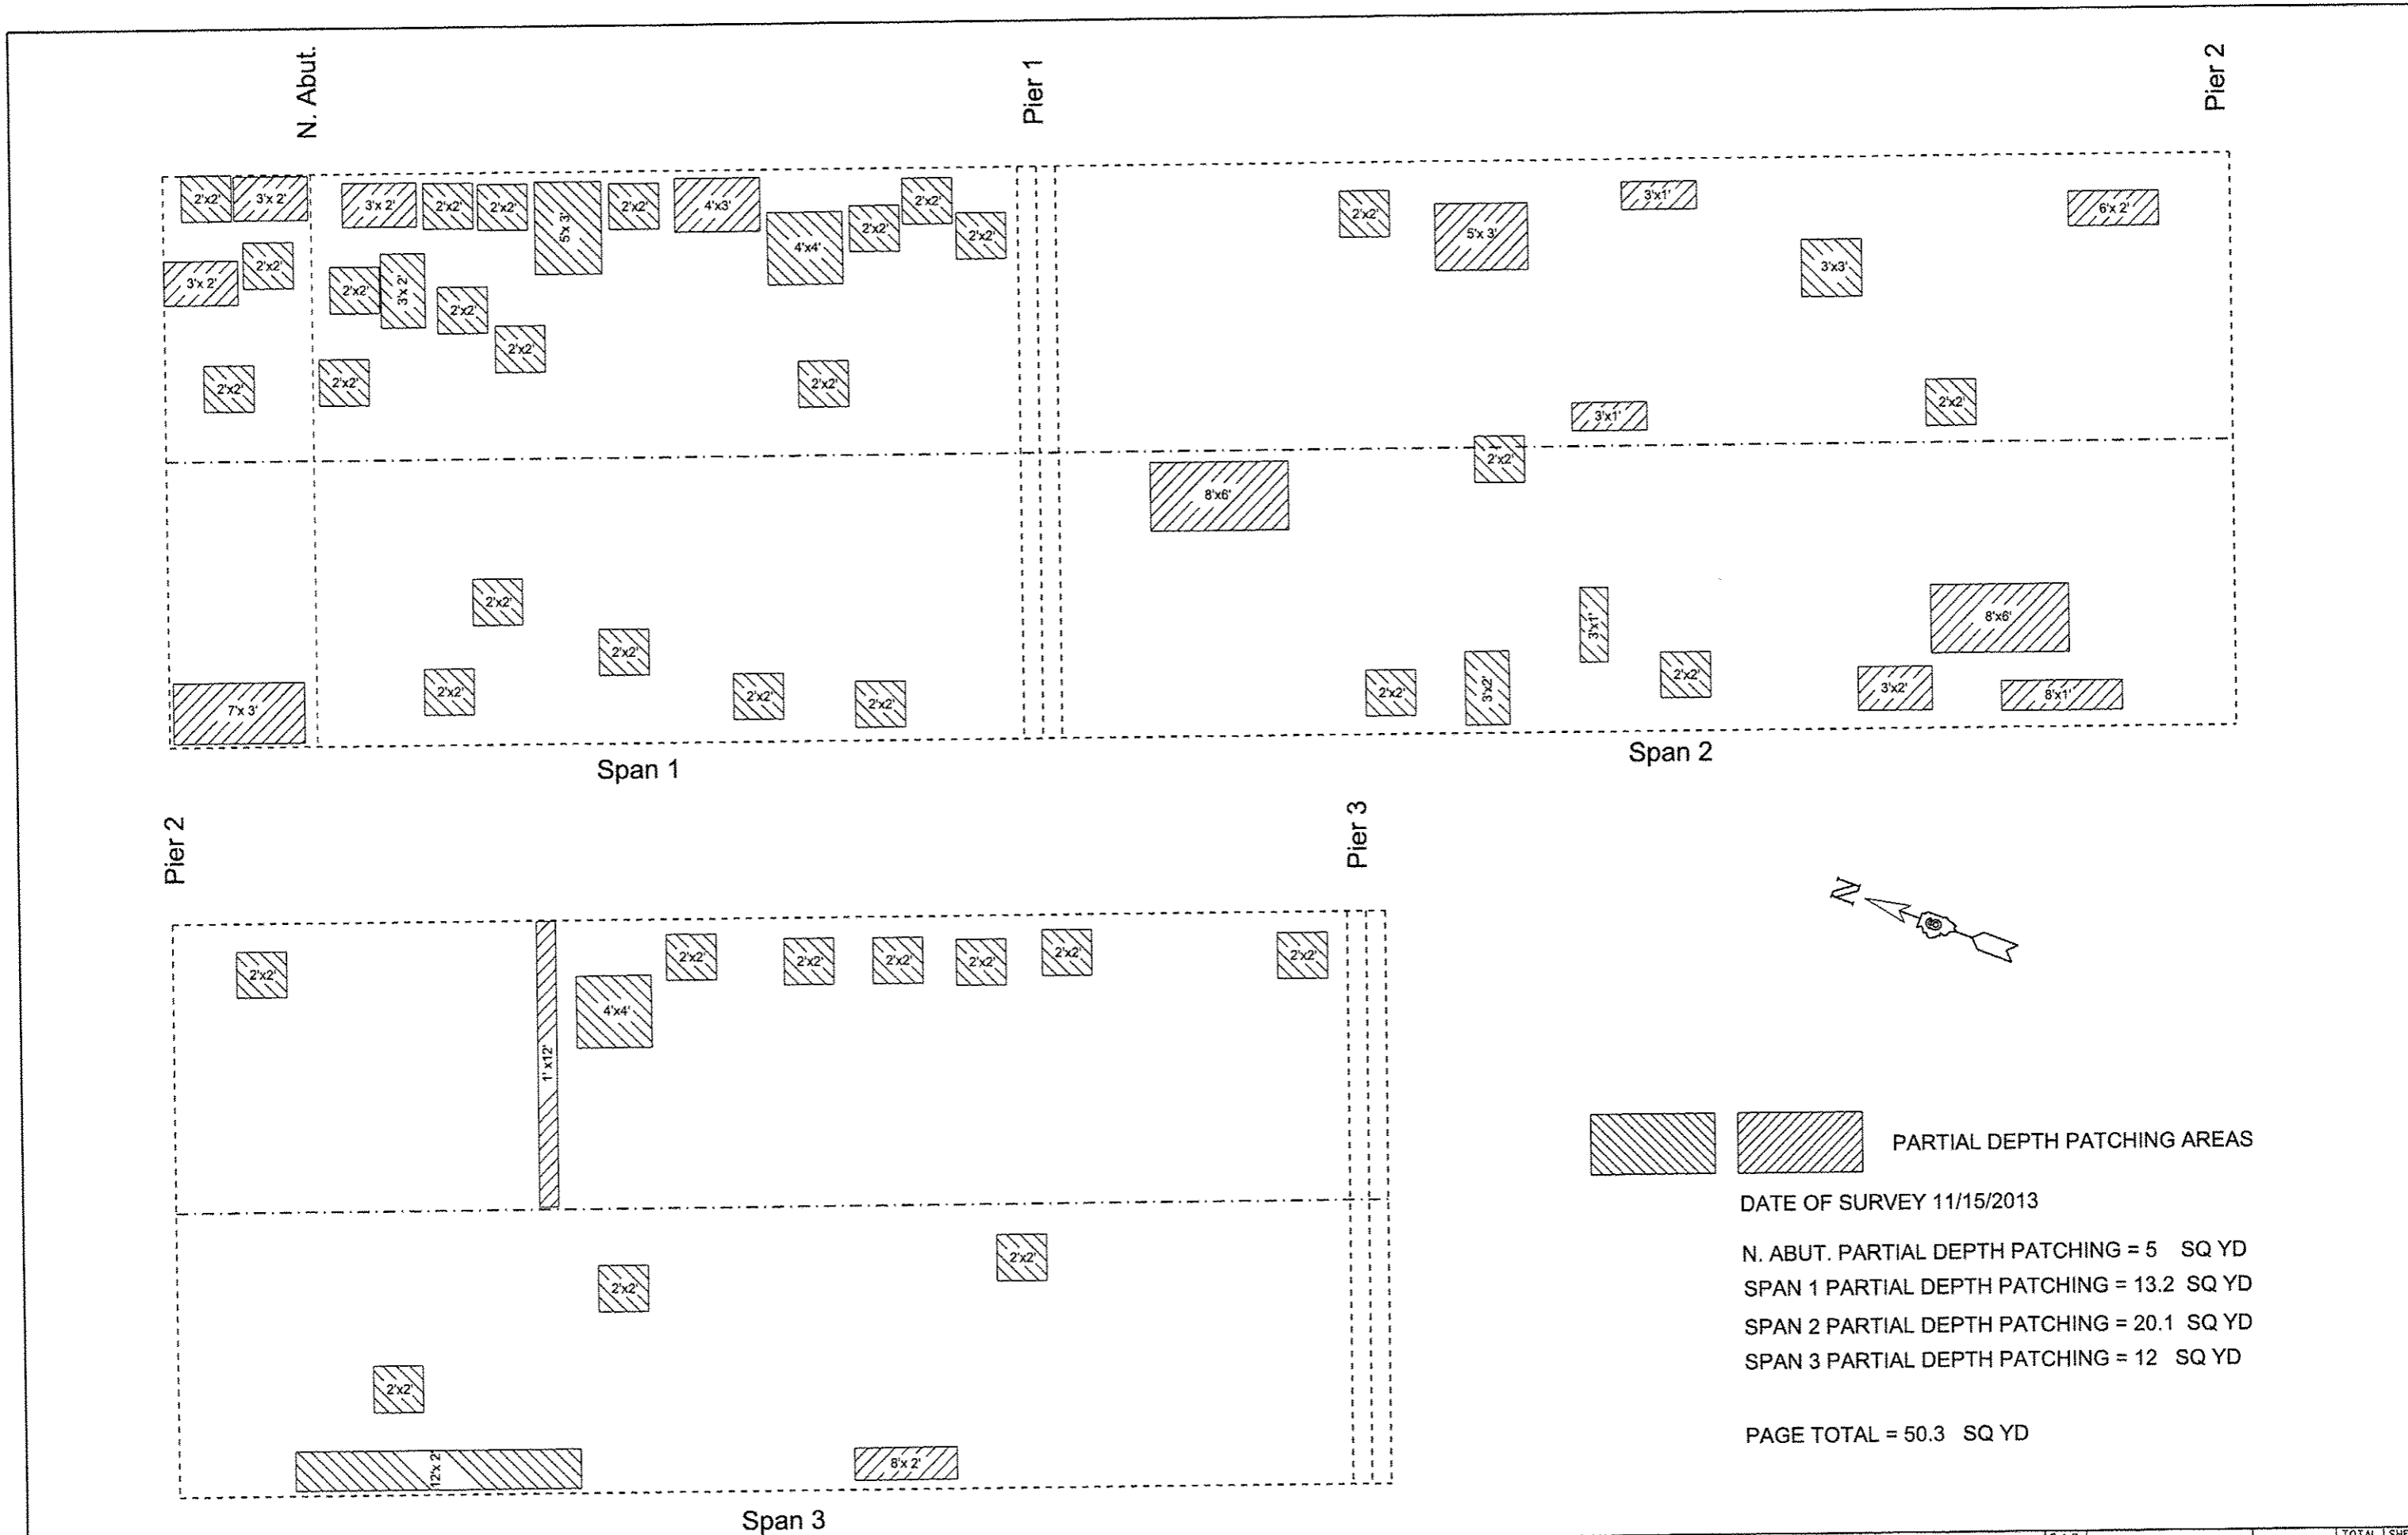 N. Abut.
Pier 1
Pier 2
2'x2'
3'x 2'
3'x 2'
2'x2'
2'x2'
5'x 3'
2'x2'
4'x3'
4'x4'
2'x2'
2'x2'
2'x2'
2'x2'
5'x 3'
3'x1'
3'x3'
6'x 2'
3'x 2'
2'x2'
2'x2'
3'x 2'
2'x2'
2'x2'
2'x2'
2'x2'
2'x2'
3'x1'
2'x2'
2'x2'
8'x6'
2'x2'
2'x2'
2'x2'
2'x2'
2'x2'
3'x1'
8'x6'
7'x 3'
2'x2'
3'x2'
2'x2'
3'x2'
8'x1'
Span 1
Span 2
Pier 2
Pier 3
N
2'x2'
1' x12'
4'x4'
2'x2'
2'x2'
2'x2'
2'x2'
2'x2'
2'x2'
2'x2'
2'x2'
2'x2'
12'x 2'
8'x 2'
Span 3
PARTIAL DEPTH PATCHING AREAS
DATE OF SURVEY 11/15/2013
N. ABUT. PARTIAL DEPTH PATCHING = 5 SQ YD
SPAN 1 PARTIAL DEPTH PATCHING = 13.2 SQ YD
SPAN 2 PARTIAL DEPTH PATCHING = 20.1 SQ YD
SPAN 3 PARTIAL DEPTH PATCHING = 12 SQ YD
PAGE TOTAL = 50.3 SQ YD
TOTAL